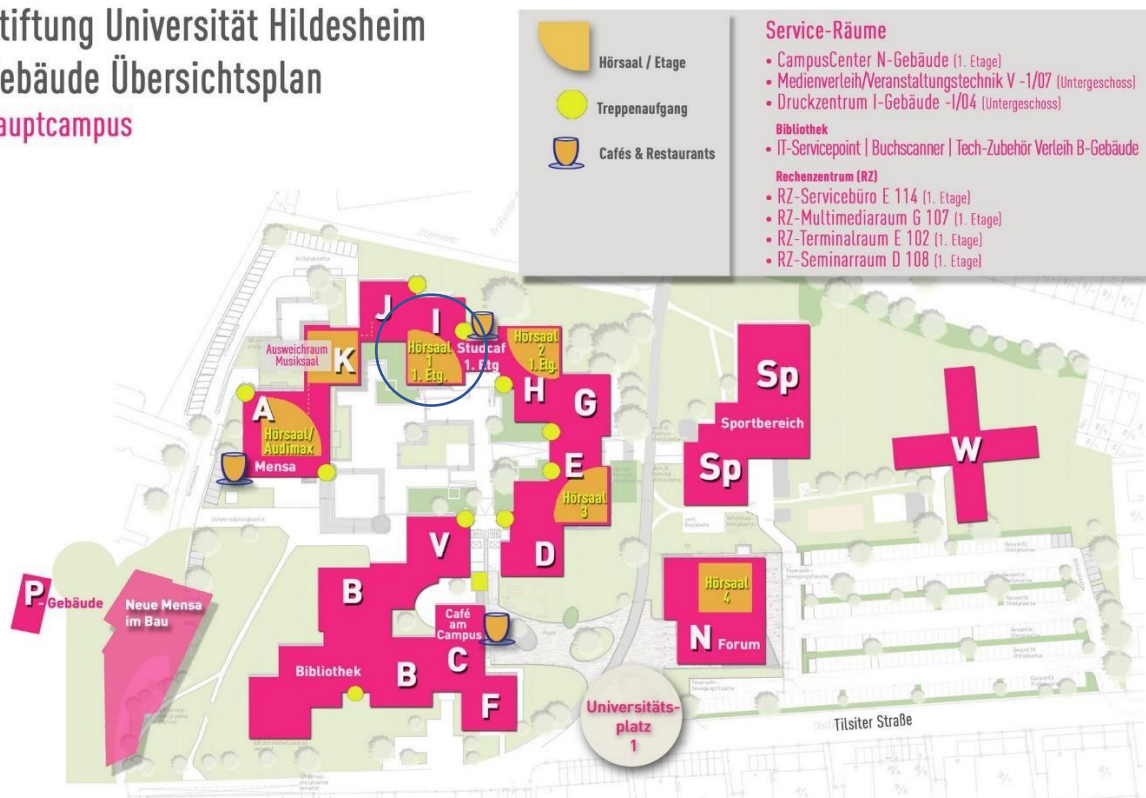 tiftung Universität Hildesheim
ebäude Übersichtsplan
auptcampus
Hörsaal / Etage
Treppenaufgang
Cafés & Restaurants
Service-Räume
• CampusCenter N-Gebäude (1. Etage)
• Medienverleih/Veranstaltungstechnik V -1/07 (Untergeschoss)
• Druckzentrum I-Gebäude -I/04 (Untergeschoss)
Bibliothek
• IT-Servicepoint | Buchscanner | Tech-Zubehör Verleih B-Gebäude
Rechenzentrum (RZ)
• RZ-Servicebüro E 114 (1. Etage)
• RZ-Multimediaraum G 107 (1. Etage)
• RZ-Terminalraum E 102 (1. Etage)
• RZ-Seminarraum D 108 (1. Etage)
J
I
Hörsaal
1
1. Etg.
Studcaf
1. Etg
Hörsaal
2
1. Etg.
H
G
Ausweichraum
Musiksaal
K
A
Hörsaal/
Audimax
Mensa
E
Hörsaal
3
D
Sp
Sportbereich
Sp
W
V
B
Café
am
Campus
C
Bibliothek
B
F
Hörsaal
4
N Forum
P-Gebäude
Neue Mensa
im Bau
Universitäts-
platz
1
Tilsiter Straße